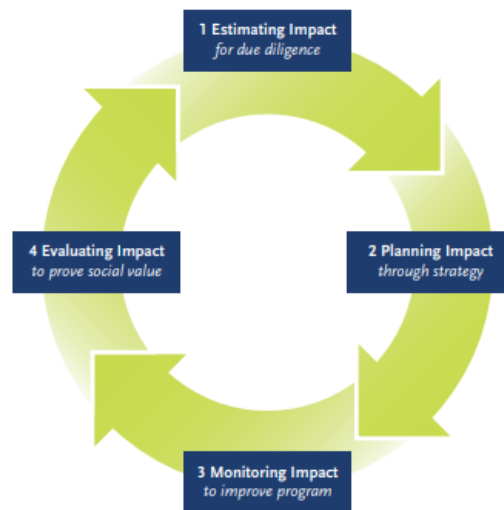 1 Estimating Impact
for due diligence
2 Planning Impact
through strategy
3 Monitoring Impact
to improve program
4 Evaluating Impact
to prove social value